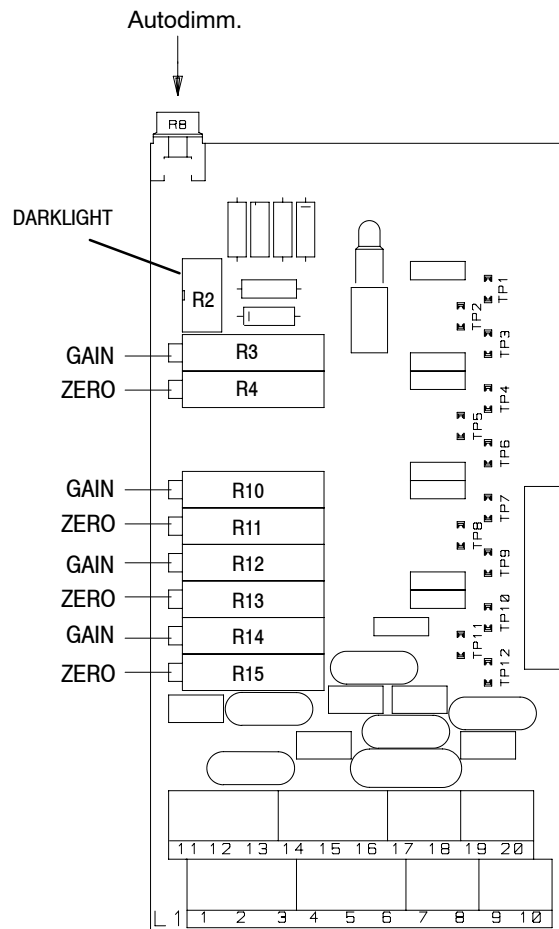 Autodimm.
R8
DARKLIGHT
R2
TP1
TP2
GAIN
R3
TP3
ZERO
R4
TP4
TP5
TP6
GAIN
R10
TP7
ZERO
R11
TP8
GAIN
R12
TP9
ZERO
R13
TP10
GAIN
R14
TP11
ZERO
R15
TP12
11 12 13 14 15 16 17 18 19 20
L 1 1 2 3 4 5 6 7 8 9 10